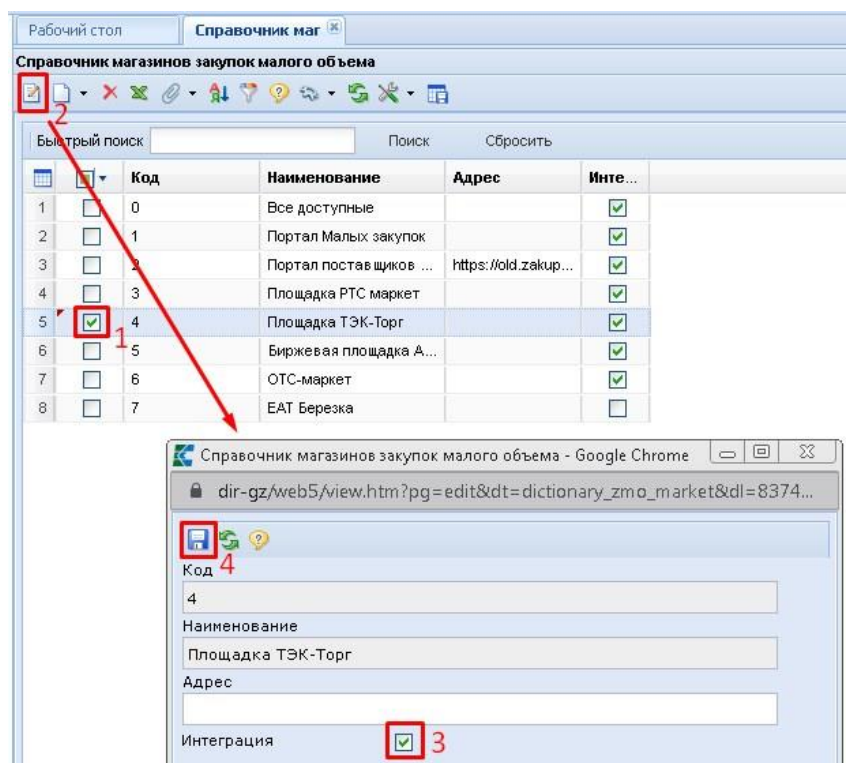 Рабочий стол Справочник маг
Справочник магазинов закупок малого объема
2
Быстрый поиск Поиск Сбросить
Код Наименование Адрес Инте...
1 0 Все доступные
2 1 Портал Малых закупок
3 2 Портал поставщиков ... https://old.zakup...
4 3 Площадка РТС маркет
5 4 Площадка ТЭК-Торг
1
6 5 Биржевая площадка А...
7 6 ОТС-маркет
8 7 ЕАТ Березка
Справочник магазинов закупок малого объема - Google Chrome
dir-gz/web5/view.htm?pg=edit&dt=dictionary_zmo_market&dl=8374...
4
Код
4
Наименование
Площадка ТЭК-Торг
Адрес
Интеграция 3